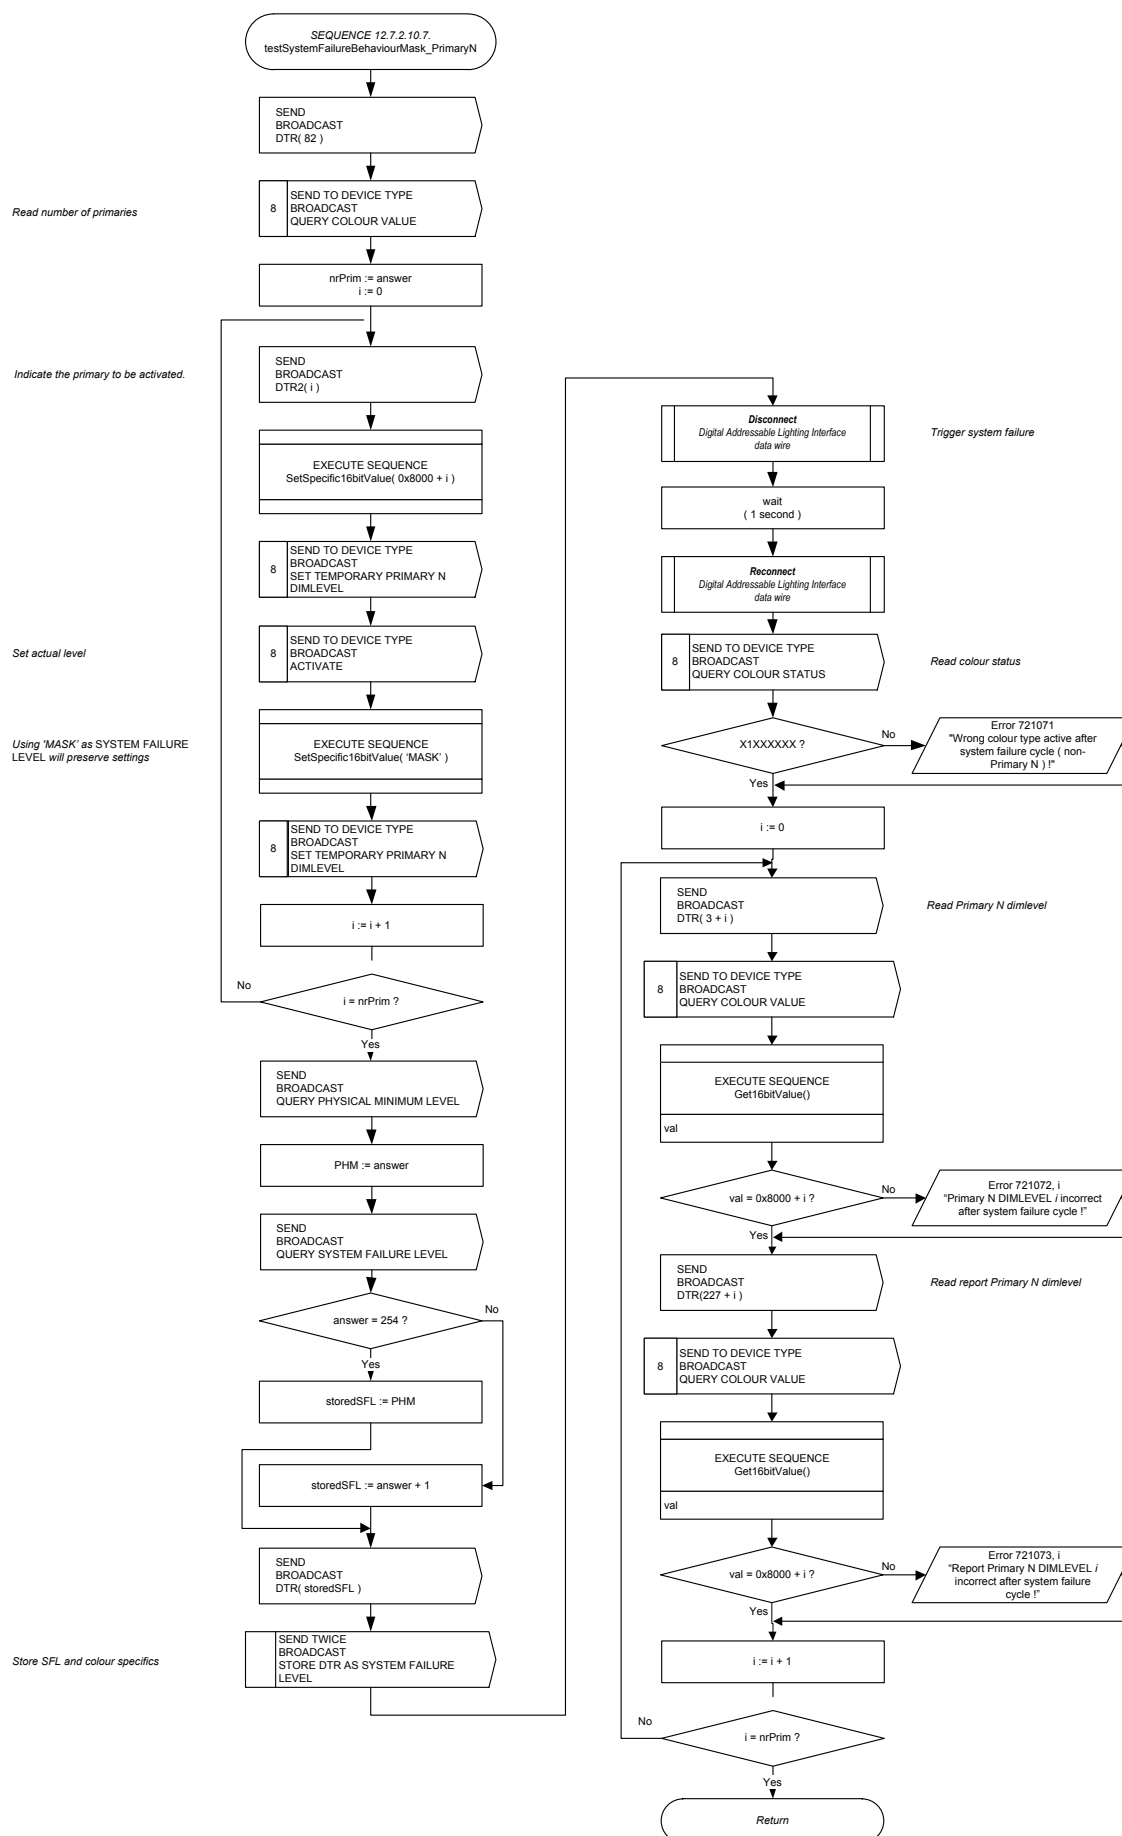 SEQUENCE 12.7.2.10.7.
testSystemFailureBehaviourMask_PrimaryN
SEND
BROADCAST
DTR( 82 )
Read number of primaries
8
SEND TO DEVICE TYPE
BROADCAST
QUERY COLOUR VALUE
nrPrim := answer
i := 0
Indicate the primary to be activated.
SEND
BROADCAST
DTR2( i )
EXECUTE SEQUENCE
SetSpecific16bitValue( 0x8000 + i )
8
SEND TO DEVICE TYPE
BROADCAST
SET TEMPORARY PRIMARY N
DIMLEVEL
Set actual level
8
SEND TO DEVICE TYPE
BROADCAST
ACTIVATE
Using 'MASK' as SYSTEM FAILURE
LEVEL will preserve settings
EXECUTE SEQUENCE
SetSpecific16bitValue( 'MASK' )
8
SEND TO DEVICE TYPE
BROADCAST
SET TEMPORARY PRIMARY N
DIMLEVEL
i := i + 1
No
i = nrPrim ?
Yes
SEND
BROADCAST
QUERY PHYSICAL MINIMUM LEVEL
PHM := answer
SEND
BROADCAST
QUERY SYSTEM FAILURE LEVEL
No
answer = 254 ?
Yes
storedSFL := PHM
storedSFL := answer + 1
SEND
BROADCAST
DTR( storedSFL )
Store SFL and colour specifics
SEND TWICE
BROADCAST
STORE DTR AS SYSTEM FAILURE
LEVEL
Disconnect
Digital Addressable Lighting Interface
data wire
Trigger system failure
wait
( 1 second )
Reconnect
Digital Addressable Lighting Interface
data wire
8
SEND TO DEVICE TYPE
BROADCAST
QUERY COLOUR STATUS
Read colour status
X1XXXXXX ?
No
Error 721071
"Wrong colour type active after
system failure cycle ( non-
Primary N ) !"
Yes
i := 0
SEND
BROADCAST
DTR( 3 + i )
Read Primary N dimlevel
8
SEND TO DEVICE TYPE
BROADCAST
QUERY COLOUR VALUE
EXECUTE SEQUENCE
Get16bitValue()
val
val = 0x8000 + i ?
No
Error 721072, i
“Primary N DIMLEVEL i incorrect
after system failure cycle !”
Yes
SEND
BROADCAST
DTR(227 + i )
Read report Primary N dimlevel
8
SEND TO DEVICE TYPE
BROADCAST
QUERY COLOUR VALUE
EXECUTE SEQUENCE
Get16bitValue()
val
val = 0x8000 + i ?
No
Error 721073, i
“Report Primary N DIMLEVEL i
incorrect after system failure
cycle !”
Yes
i := i + 1
No
i = nrPrim ?
Yes
Return